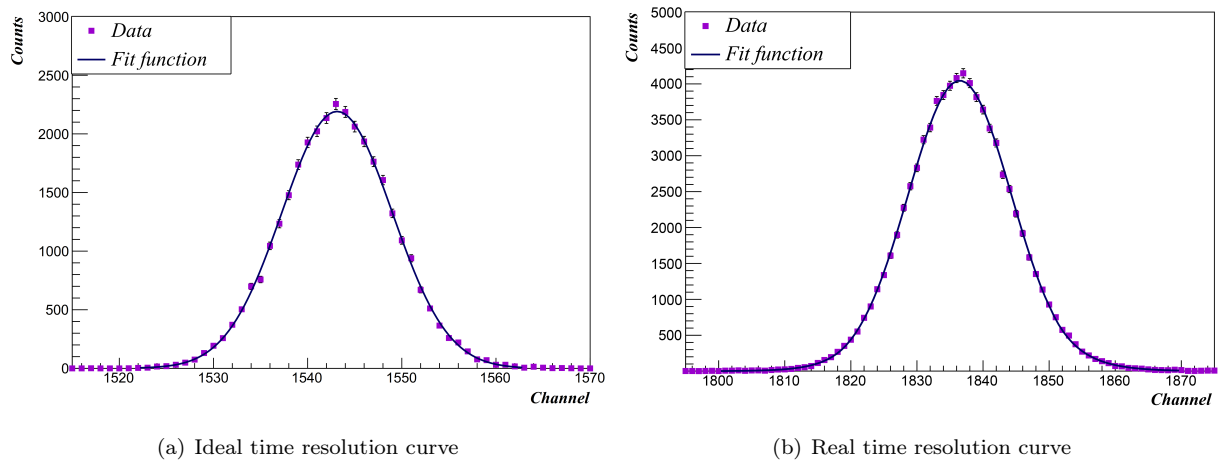 Counts
3000
2500
2000
1500
1000
500
0
Data
Fit function
1520 1530 1540 1550 1560 1570
Channel
(a) Ideal time resolution curve
Counts
5000
4500
4000
3500
3000
2500
2000
1500
1000
500
0
Data
Fit function
1800 1810 1820 1830 1840 1850 1860 1870
Channel
(b) Real time resolution curve